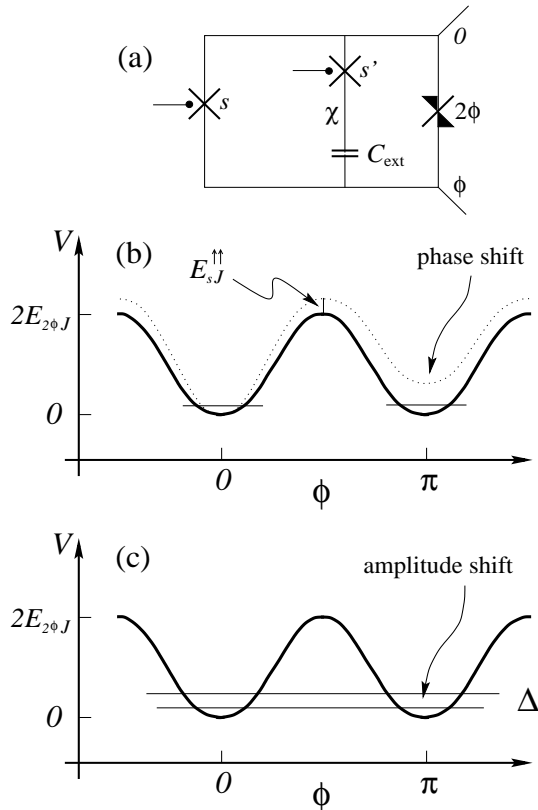 (a)
0
s
s’
χ
2ϕ
C_ext
ϕ
(b)
V
E_sJ^↑↑
phase shift
2E_2ϕJ
0
0
ϕ
π
(c)
V
amplitude shift
2E_2ϕJ
0
Δ
0
ϕ
π